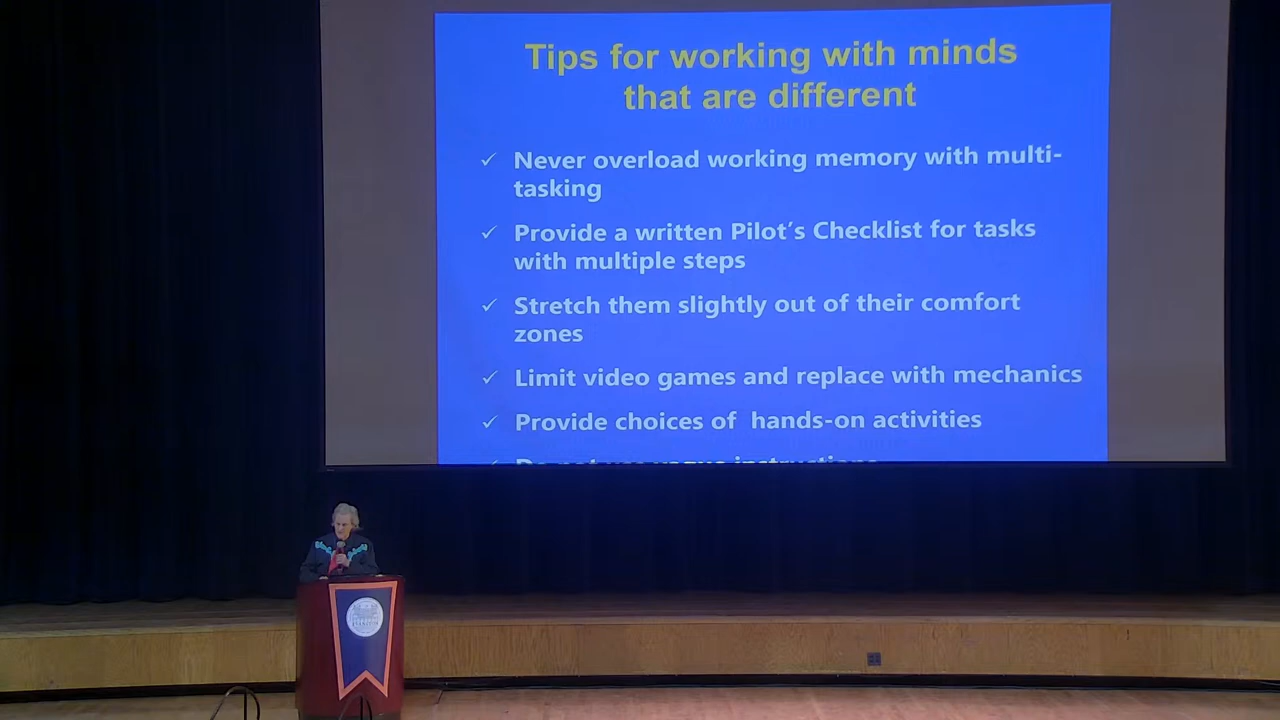 Tips for working with minds
that are different
✓ Never overload working memory with multi-
tasking
✓ Provide a written Pilot's Checklist for tasks
with multiple steps
✓ Stretch them slightly out of their comfort
zones
✓ Limit video games and replace with mechanics
✓ Provide choices of hands-on activities
instructions